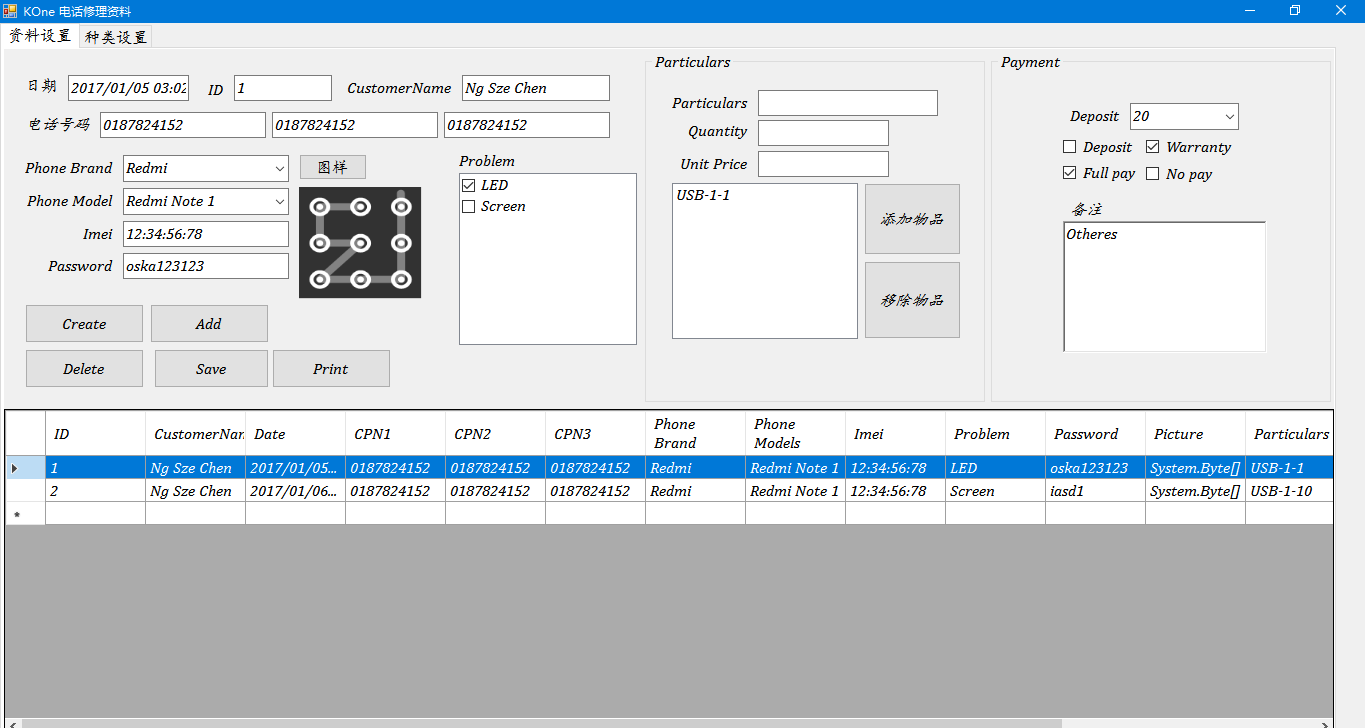 KOne 电话修理资料
资料设置 种类设置
日期 2017/01/05 03:02 ID 1 CustomerName Ng Sze Chen
电话号码 0187824152 0187824152 0187824152
Phone Brand Redmi 图样
Phone Model Redmi Note 1
Imei 12:34:56:78
Password oska123123
Problem
LED
Screen
Create Add
Delete Save Print
Particulars
Particulars
Quantity
Unit Price
USB-1-1
添加物品
移除物品
Payment
Deposit 20
Deposit Warranty
Full pay No pay
备注
Otheres
ID CustomerNar Date CPN1 CPN2 CPN3 Phone Brand Phone Models Imei Problem Password Picture Particulars
1 Ng Sze Chen 2017/01/05... 0187824152 0187824152 0187824152 Redmi Redmi Note 1 12:34:56:78 LED oska123123 System.Byte[] USB-1-1
2 Ng Sze Chen 2017/01/06... 0187824152 0187824152 0187824152 Redmi Redmi Note 1 12:34:56:78 Screen iasd1 System.Byte[] USB-1-10